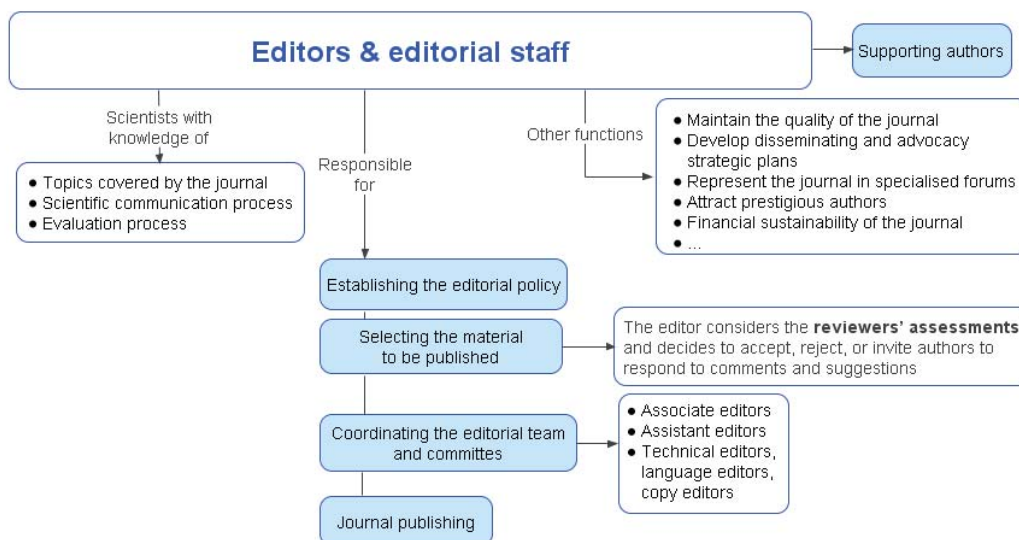 Editors & editorial staff
Supporting authors
Scientists with
knowledge of
● Topics covered by the journal
● Scientific communication process
● Evaluation process
Responsible
for
Other functions
● Maintain the quality of the journal
● Develop disseminating and advocacy
strategic plans
● Represent the journal in specialised forums
● Attract prestigious authors
● Financial sustainability of the journal
● ...
Establishing the editorial policy
Selecting the material
to be published
The editor considers the reviewers’ assessments
and decides to accept, reject, or invite authors to
respond to comments and suggestions
Coordinating the editorial team
and committes
● Associate editors
● Assistant editors
● Technical editors,
language editors,
copy editors
Journal publishing